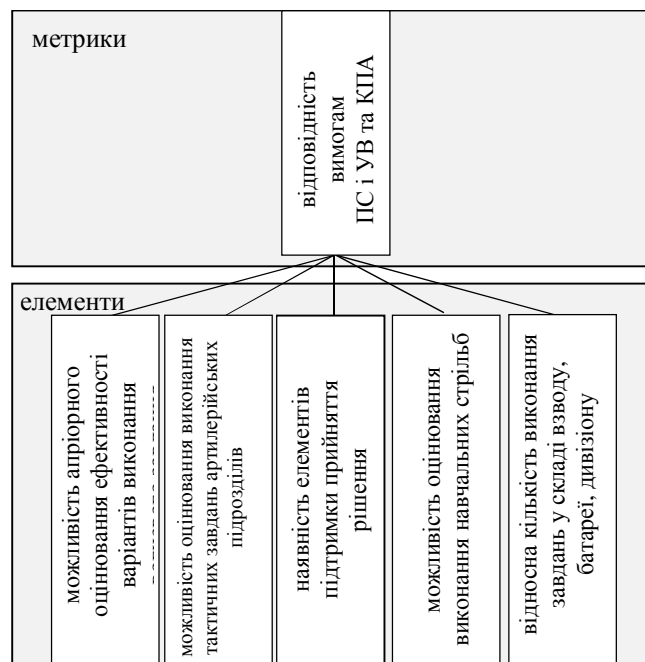 метрики
відповідність
вимогам
ПС і УВ та КПА
елементи
можливість апріорного
оцінювання ефективності
варіантів виконання
можливість оцінювання виконання
тактичних завдань артилерійських
підрозділів
наявність елементів
підтримки прийняття
рішення
можливість оцінювання
виконання навчальних стрільб
відносна кількість виконання
завдань у складі взводу,
батареї, дивізіону